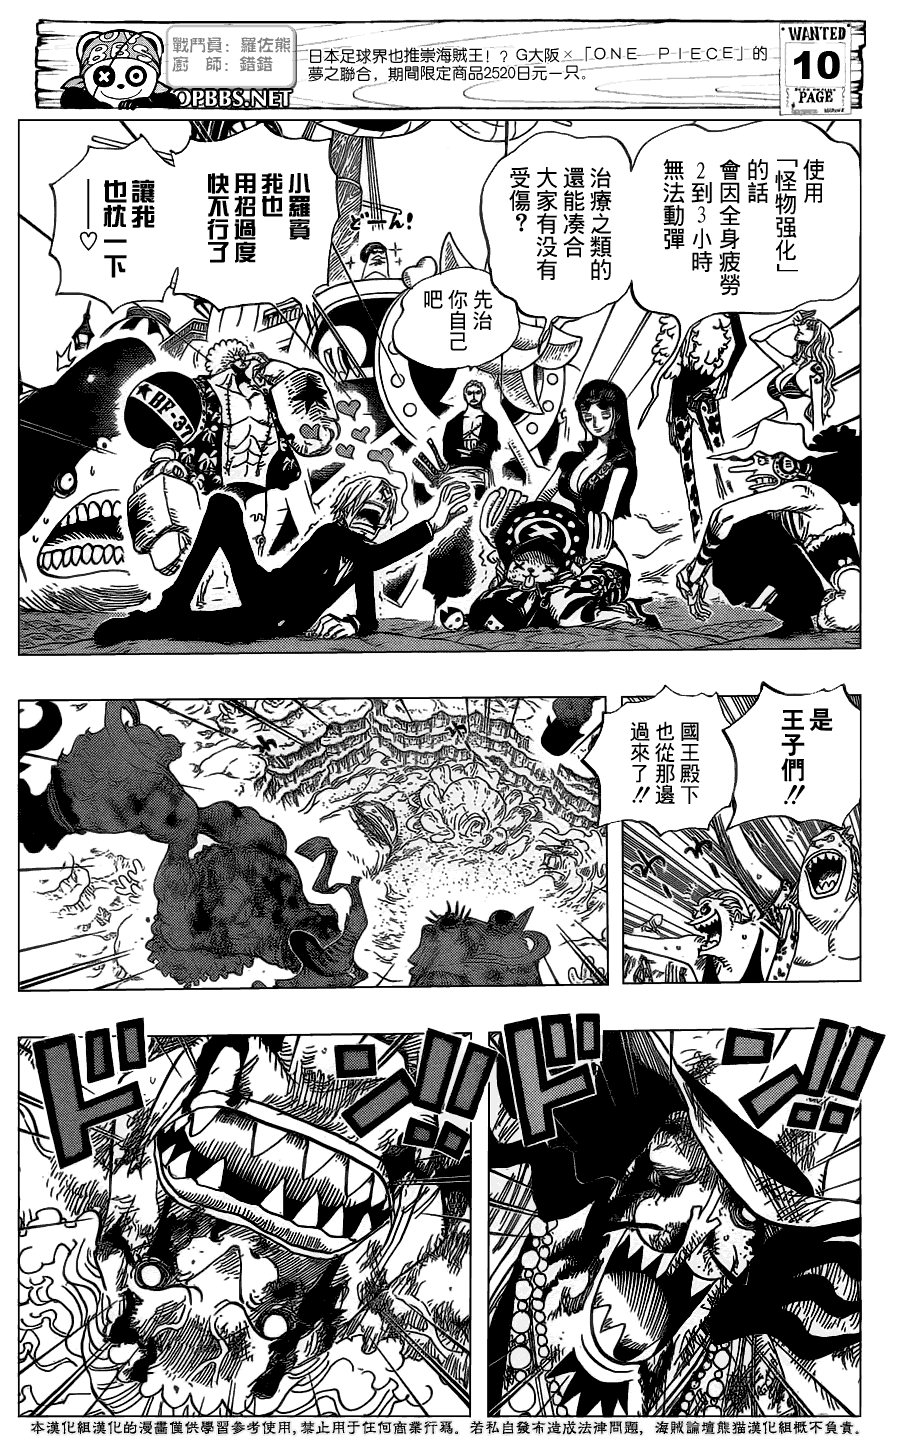 戰鬥員：羅佐熊
廚　師：錯錯
OPBBS.NET
日本足球界也推崇海賊王！？G大阪×「ONE　PIECE」的
夢之聯合，期間限定商品2520日元一只。
WANTED
10
PAGE
使用
「怪物强化」
的話
會因全身疲勞
2到3小時
無法動彈
治療之類的
還能凑合
大家有没有
受傷？
先治
你自己
吧
どーん!
小羅賓
我也
用招過度
快不行了
讓我
也枕一下
——♡
BF-37
是
王子們!!
國王殿下
也從那邊
過來了!!
ドン!!
ドン!!
本漢化組漢化的漫畫僅供學習參考使用，禁止用于任何商業行爲。若私自發布造成法律問題，海賊論壇熊猫漢化組概不負責。